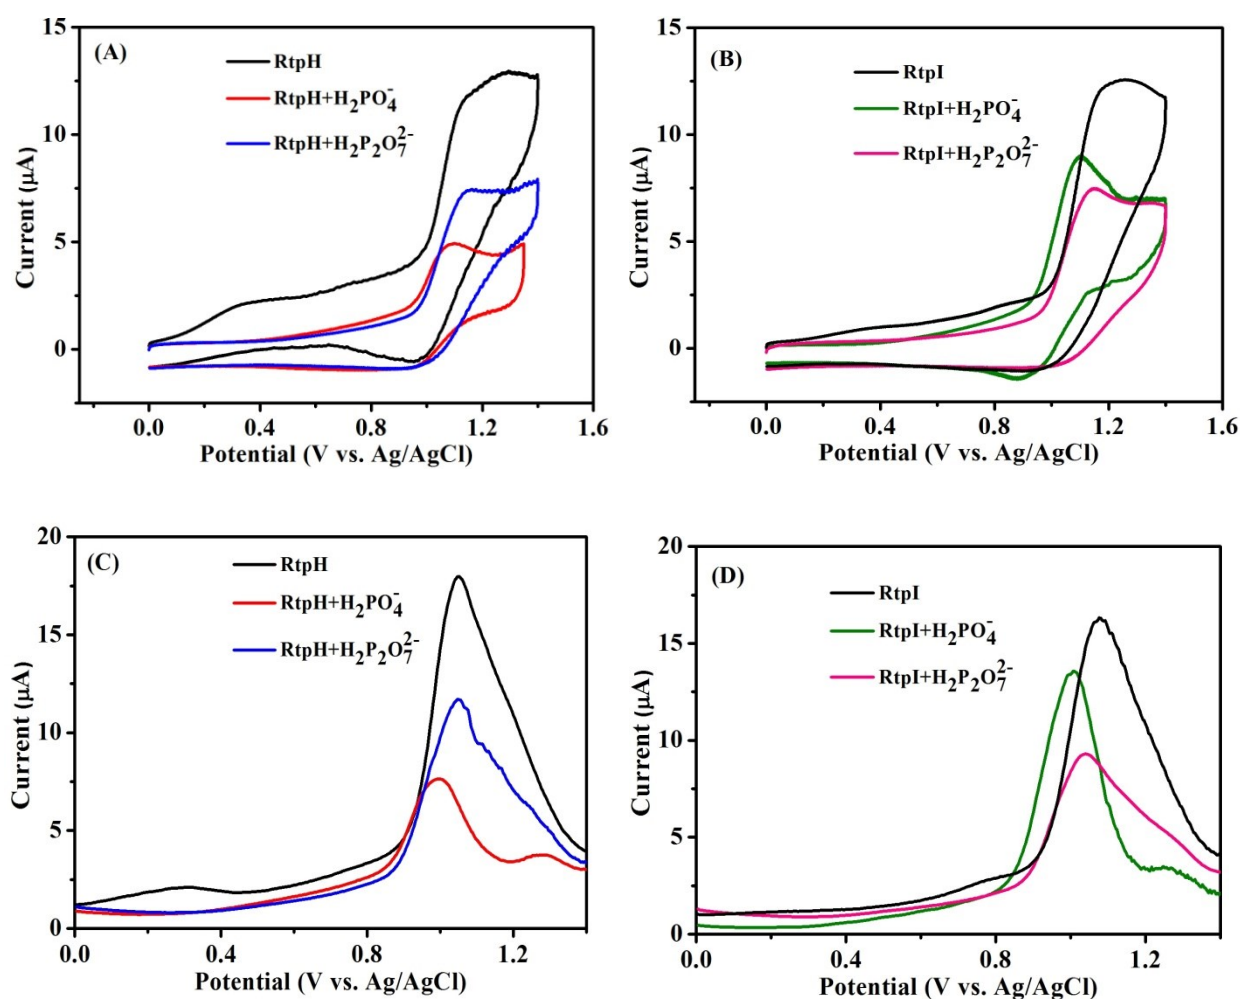 (A)
RtpH
RtpH+H₂PO₄⁻
RtpH+H₂P₂O₇²⁻
15
10
5
0
Current (µA)
0.0 0.4 0.8 1.2 1.6
Potential (V vs. Ag/AgCl)
(B)
RtpI
RtpI+H₂PO₄⁻
RtpI+H₂P₂O₇²⁻
15
10
5
0
Current (µA)
0.0 0.4 0.8 1.2 1.6
Potential (V vs. Ag/AgCl)
(C)
RtpH
RtpH+H₂PO₄⁻
RtpH+H₂P₂O₇²⁻
20
15
10
5
0
Current (µA)
0.0 0.4 0.8 1.2
Potential (V vs. Ag/AgCl)
(D)
RtpI
RtpI+H₂PO₄⁻
RtpI+H₂P₂O₇²⁻
20
15
10
5
0
Current (µA)
0.0 0.4 0.8 1.2
Potential (V vs. Ag/AgCl)